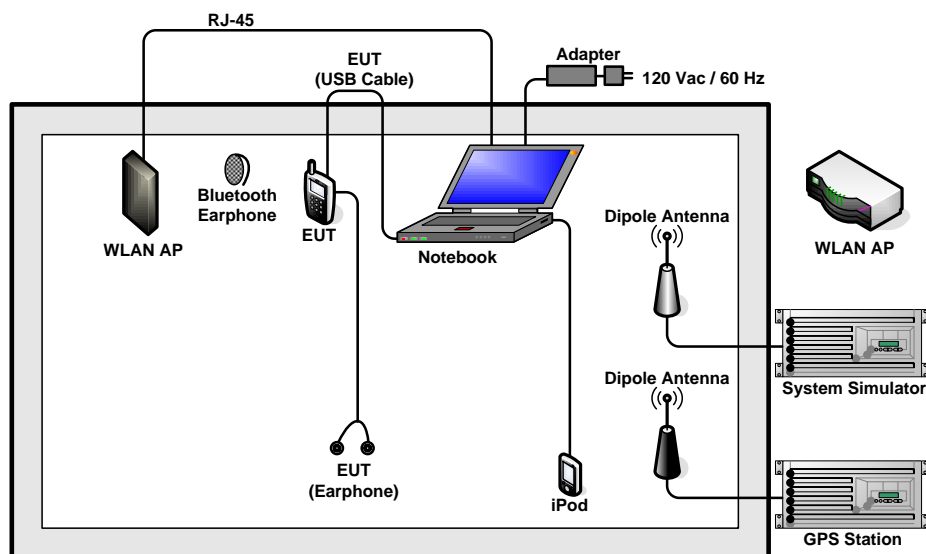 RJ-45
EUT
(USB Cable)
Adapter
120 Vac / 60 Hz
WLAN AP
Bluetooth
Earphone
EUT
Notebook
Dipole Antenna
WLAN AP
System Simulator
Dipole Antenna
EUT
(Earphone)
iPod
GPS Station